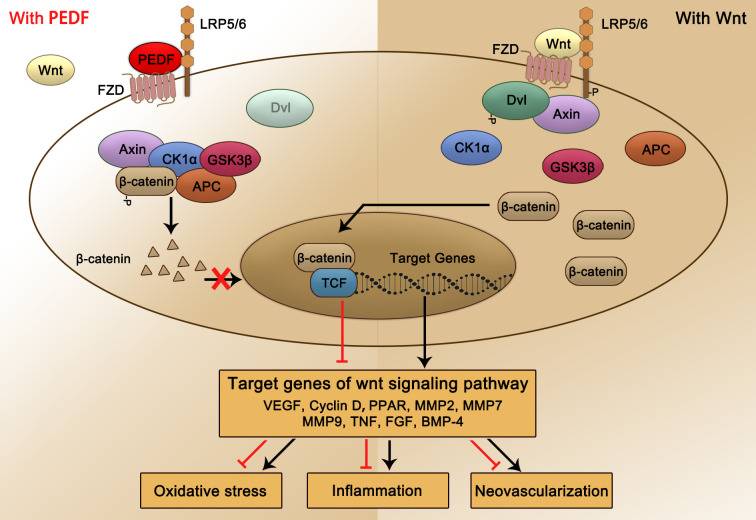 With PEDF
LRP5/6
Wnt
PEDF
FZD
Dvl
Axin
CK1α
GSK3β
β-catenin
APC
-P
β-catenin
With Wnt
LRP5/6
FZD
Wnt
-P
Dvl
-P
Axin
CK1α
GSK3β
APC
β-catenin
β-catenin
β-catenin
β-catenin
TCF
Target Genes
Target genes of wnt signaling pathway
VEGF, Cyclin D, PPAR, MMP2, MMP7
MMP9, TNF, FGF, BMP-4
Oxidative stress
Inflammation
Neovascularization